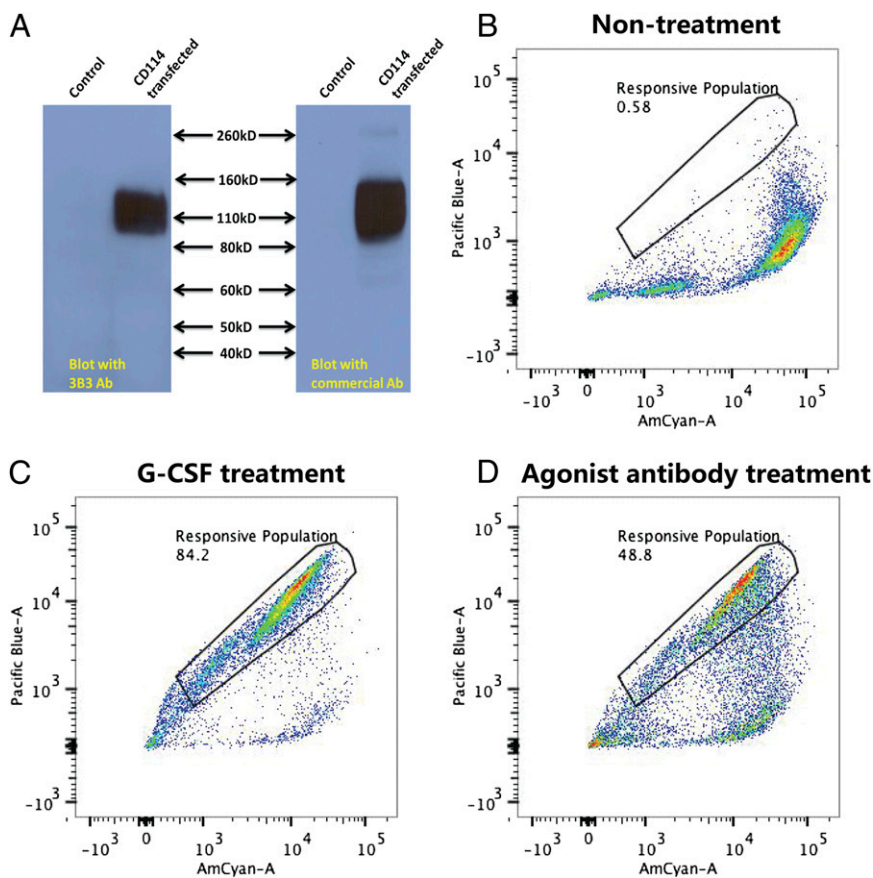 A
Control
CD114
transfected
Control
CD114
transfected
260kD
160kD
110kD
80kD
60kD
50kD
40kD
Blot with
3B3 Ab
Blot with
commercial Ab
B
Non-treatment
Responsive Population
0.58
Pacific Blue-A
10^5
10^4
10^3
-10^3
-10^3
0
10^3
10^4
10^5
AmCyan-A
C
G-CSF treatment
Responsive Population
84.2
Pacific Blue-A
10^5
10^4
10^3
-10^3
-10^3
0
10^3
10^4
10^5
AmCyan-A
D
Agonist antibody treatment
Responsive Population
48.8
Pacific Blue-A
10^5
10^4
10^3
-10^3
-10^3
0
10^3
10^4
10^5
AmCyan-A